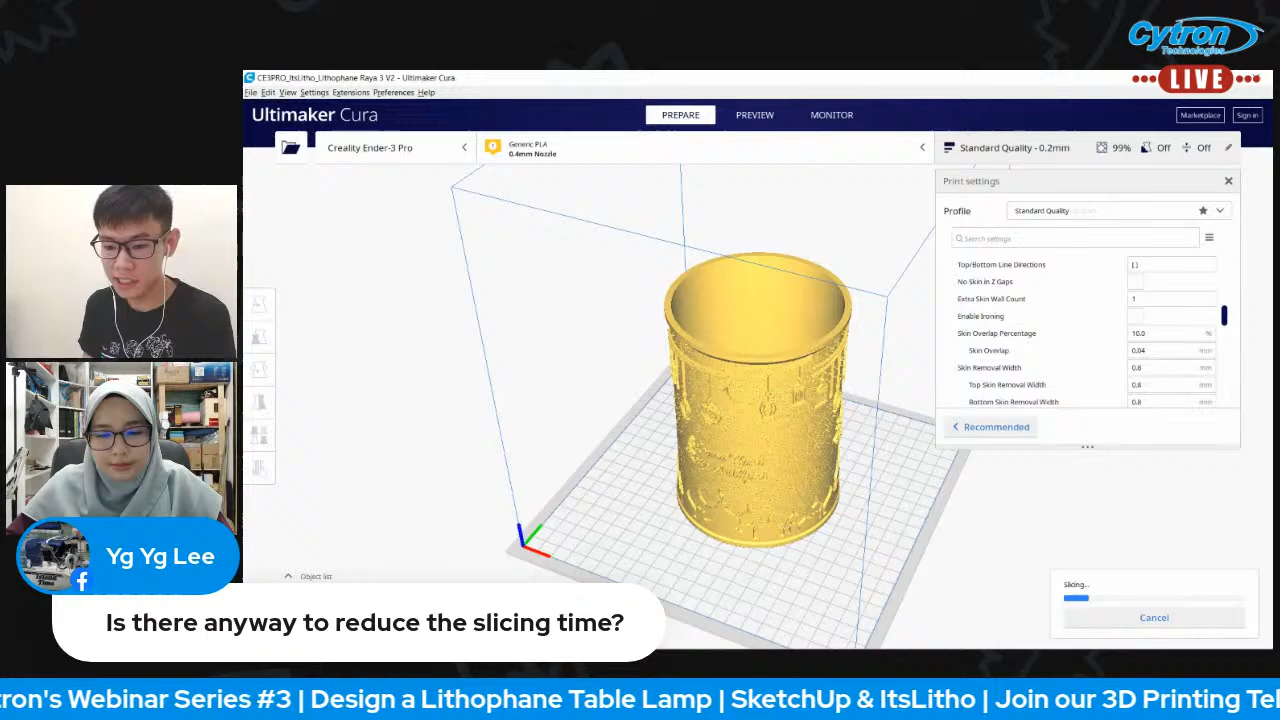 Cytron
Technologies
LIVE
CE3PRO_ItsLitho_Lithophane Raya 3 V2 - Ultimaker Cura
File Edit View Settings Extensions Preferences Help
Ultimaker Cura
PREPARE
PREVIEW
MONITOR
Marketplace
Sign in
Creality Ender-3 Pro
Generic PLA
0.4mm Nozzle
Standard Quality - 0.2mm
99%
Off
Off
Print settings
Profile
Standard Quality
Search settings
Top/Bottom Line Directions
[ ]
No Skin in Z Gaps
Extra Skin Wall Count
1
Enable Ironing
Skin Overlap Percentage
10.0 %
Skin Overlap
0.04 mm
Skin Removal Width
0.8 mm
Top Skin Removal Width
0.8 mm
Bottom Skin Removal Width
0.8 mm
Recommended
Object list
Slicing...
Cancel
Yg Yg Lee
Island
Time
Is there anyway to reduce the slicing time?
tron's Webinar Series #3 | Design a Lithophane Table Lamp | SketchUp & ItsLitho | Join our 3D Printing Tel